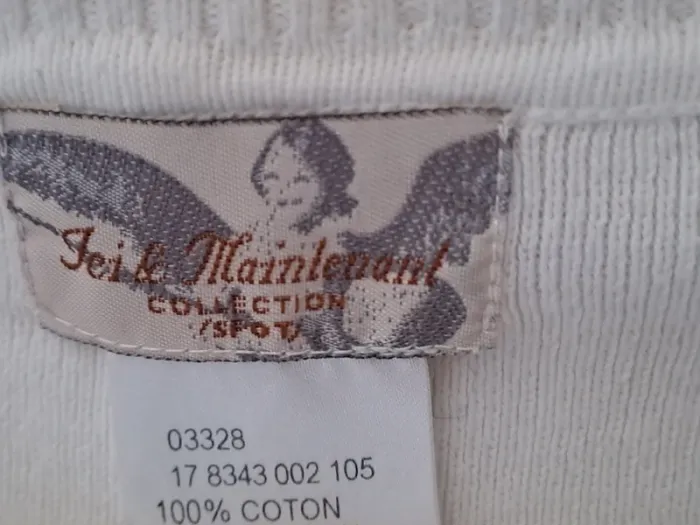 Ici & Maintenant
COLLECTION
/SPOT/
03328
17 8343 002 105
100% COTON